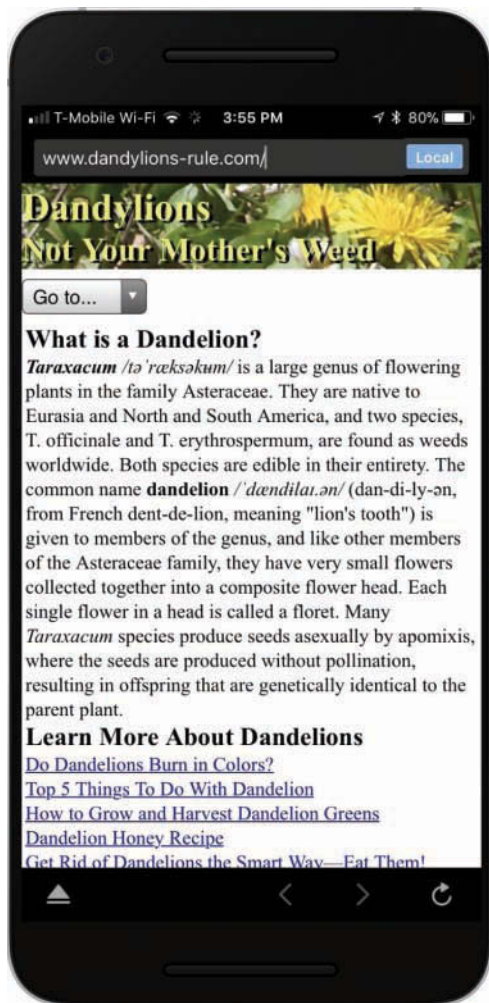 T-Mobile Wi-Fi 3:55 PM 80%
www.dandylions-rule.com/ Local
Dandylions
Not Your Mother's Weed
Go to...
What is a Dandelion?
Taraxacum /təˈræksəkʉm/ is a large genus of flowering
plants in the family Asteraceae. They are native to
Eurasia and North and South America, and two species,
T. officinale and T. erythrospermum, are found as weeds
worldwide. Both species are edible in their entirety. The
common name dandelion /ˈdændɨlaɪ.ən/ (dan-di-ly-ən,
from French dent-de-lion, meaning "lion's tooth") is
given to members of the genus, and like other members
of the Asteraceae family, they have very small flowers
collected together into a composite flower head. Each
single flower in a head is called a floret. Many
Taraxacum species produce seeds asexually by apomixis,
where the seeds are produced without pollination,
resulting in offspring that are genetically identical to the
parent plant.
Learn More About Dandelions
Do Dandelions Burn in Colors?
Top 5 Things To Do With Dandelion
How to Grow and Harvest Dandelion Greens
Dandelion Honey Recipe
Get Rid of Dandelions the Smart Way—Eat Them!